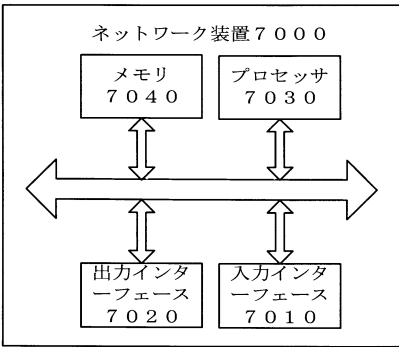 ネットワーク装置７０００
メモリ
７０４０
プロセッサ
７０３０
出力インタ
ーフェース
７０２０
入力インタ
ーフェース
７０１０